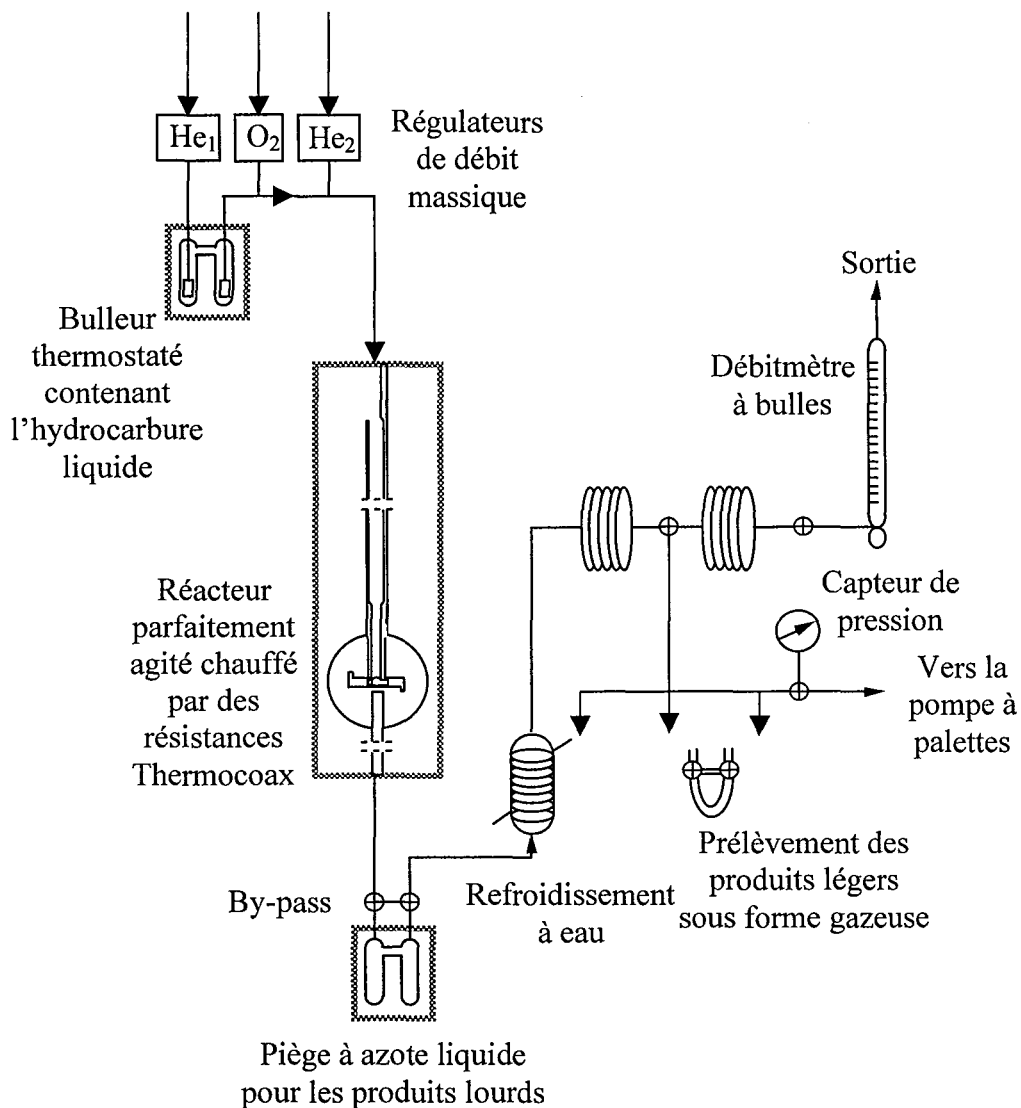 He₁
O₂
He₂
Régulateurs
de débit
massique
Bulleur
thermostaté
contenant
l’hydrocarbure
liquide
Sortie
Débitmètre
à bulles
Réacteur
parfaitement
agité chauffé
par des
résistances
Thermocoax
Capteur de
pression
Vers la
pompe à
palettes
By-pass
Refroidissement
à eau
Prélèvement des
produits légers
sous forme gazeuse
Piège à azote liquide
pour les produits lourds